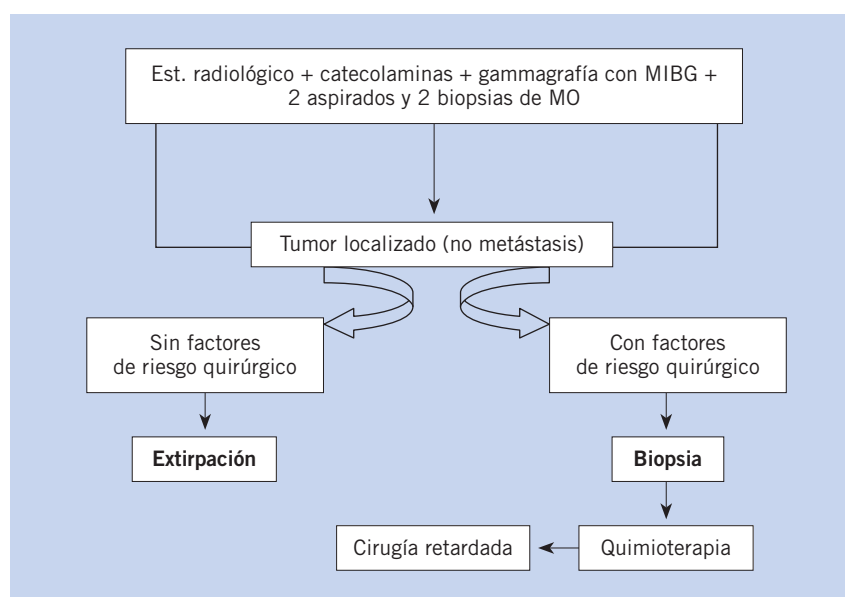 Est. radiológico + catecolaminas + gammagrafía con MIBG +
2 aspirados y 2 biopsias de MO
Tumor localizado (no metástasis)
Sin factores
de riesgo quirúrgico
Con factores
de riesgo quirúrgico
Extirpación
Biopsia
Cirugía retardada
Quimioterapia